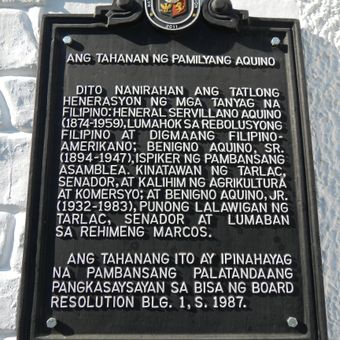 2011
ANG TAHANAN NG PAMILYANG AQUINO
DITO NANIRAHAN ANG TATLONG
HENERASYON NG MGA TANYAG NA
FILIPINO: HENERAL SERVILLANO AQUINO
(1874-1959), LUMAHOK SA REBOLUSYONG
FILIPINO AT DIGMAANG FILIPINO-
AMERIKANO; BENIGNO AQUINO, SR.
(1894-1947), ISPIKER NG PAMBANSANG
ASAMBLEA. KINATAWAN NG TARLAC,
SENADOR, AT KALIHIM NG AGRIKULTURA
AT KOMERSYO; AT BENIGNO AQUINO, JR.
(1932-1983), PUNONG LALAWIGAN NG
TARLAC, SENADOR AT LUMABAN
SA REHIMENG MARCOS.
ANG TAHANANG ITO AY IPINAHAYAG
NA PAMBANSANG PALATANDAANG
PANGKASAYSAYAN SA BISA NG BOARD
RESOLUTION BLG. 1, S. 1987.